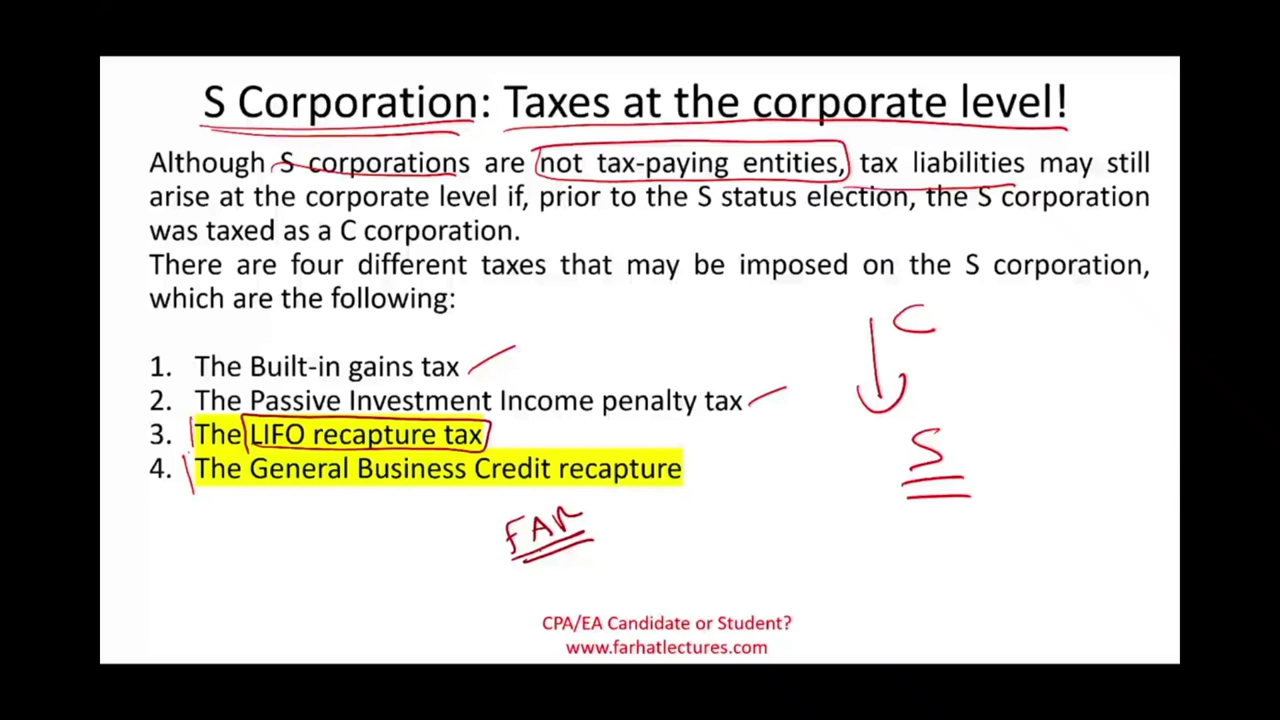 S Corporation: Taxes at the corporate level!
Although S corporations are not tax-paying entities, tax liabilities may still
arise at the corporate level if, prior to the S status election, the S corporation
was taxed as a C corporation.
There are four different taxes that may be imposed on the S corporation,
which are the following:
C
1. The Built-in gains tax
2. The Passive Investment Income penalty tax
3. The LIFO recapture tax
S
4. The General Business Credit recapture
FAR
CPA/EA Candidate or Student?
www.farhatlectures.com